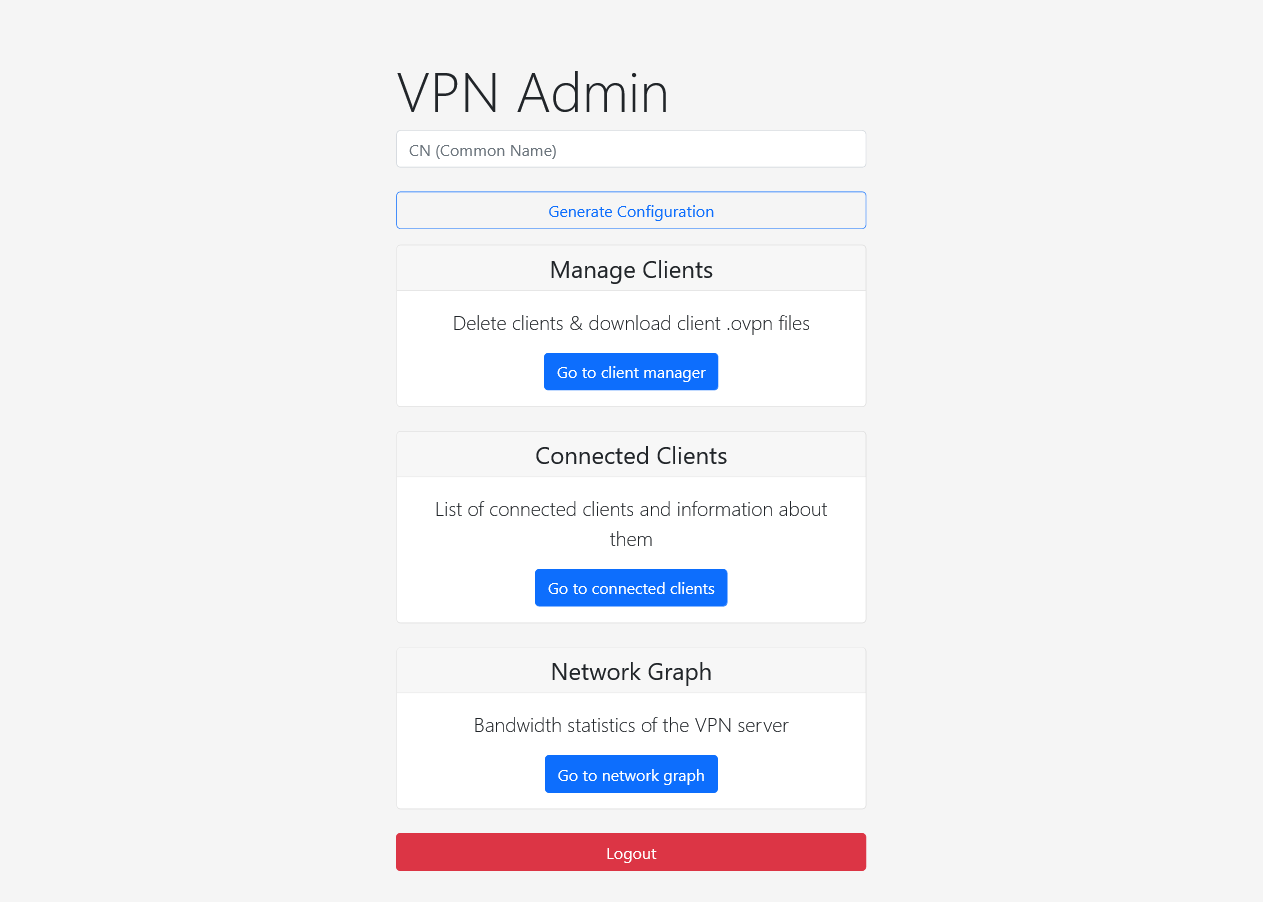 VPN Admin
CN (Common Name)
Generate Configuration
Manage Clients
Delete clients & download client .ovpn files
Go to client manager
Connected Clients
List of connected clients and information about
them
Go to connected clients
Network Graph
Bandwidth statistics of the VPN server
Go to network graph
Logout